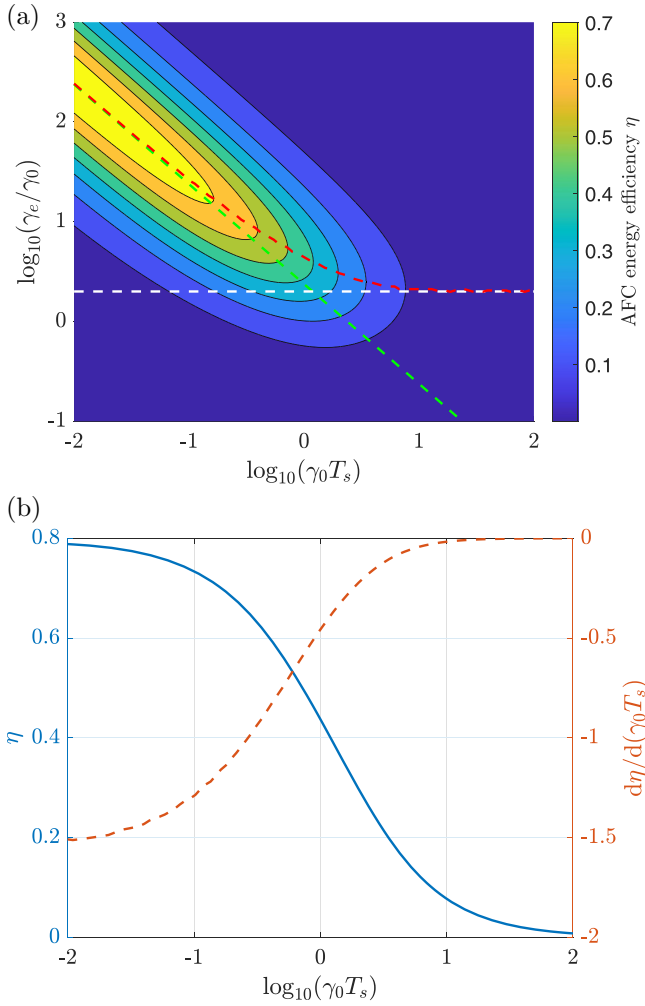 (a)
3
2
1
0
-1
log₁₀(γₑ/γ₀)
-2 -1 0 1 2
log₁₀(γ₀Tₛ)
0.7
0.6
0.5
0.4
0.3
0.2
0.1
AFC energy efficiency η
(b)
0.8
0.6
0.4
0.2
0
η
-2 -1 0 1 2
log₁₀(γ₀Tₛ)
0
-0.5
-1
-1.5
-2
dη/d(γ₀Tₛ)